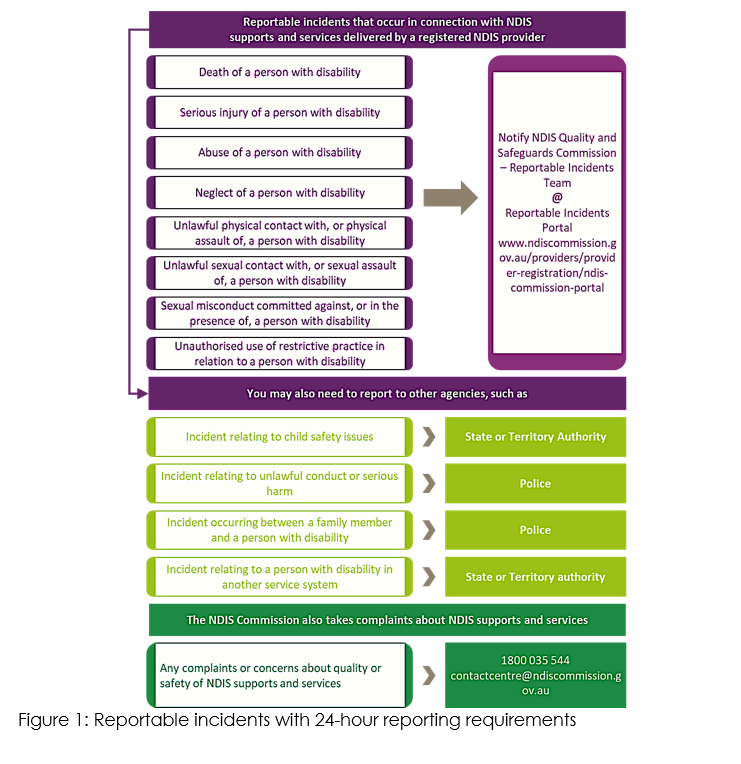 Reportable incidents that occur in connection with NDIS
supports and services delivered by a registered NDIS provider
Death of a person with disability
Serious injury of a person with disability
Abuse of a person with disability
Neglect of a person with disability
Unlawful physical contact with, or physical
assault of, a person with disability
Unlawful sexual contact with, or sexual assault
of, a person with disability
Sexual misconduct committed against, or in the
presence of, a person with disability
Unauthorised use of restrictive practice in
relation to a person with disability
Notify NDIS Quality and
Safeguards Commission
– Reportable Incidents
Team
@
Reportable Incidents
Portal
www.ndiscommission.g
ov.au/providers/provid
er-registration/ndis-
commission-portal
You may also need to report to other agencies, such as
Incident relating to child safety issues
State or Territory Authority
Incident relating to unlawful conduct or serious
harm
Police
Incident occurring between a family member
and a person with disability
Police
Incident relating to a person with disability in
another service system
State or Territory authority
The NDIS Commission also takes complaints about NDIS supports and services
Any complaints or concerns about quality or
safety of NDIS supports and services
1800 035 544
contactcentre@ndiscommission.g
ov.au
Figure 1: Reportable incidents with 24-hour reporting requirements